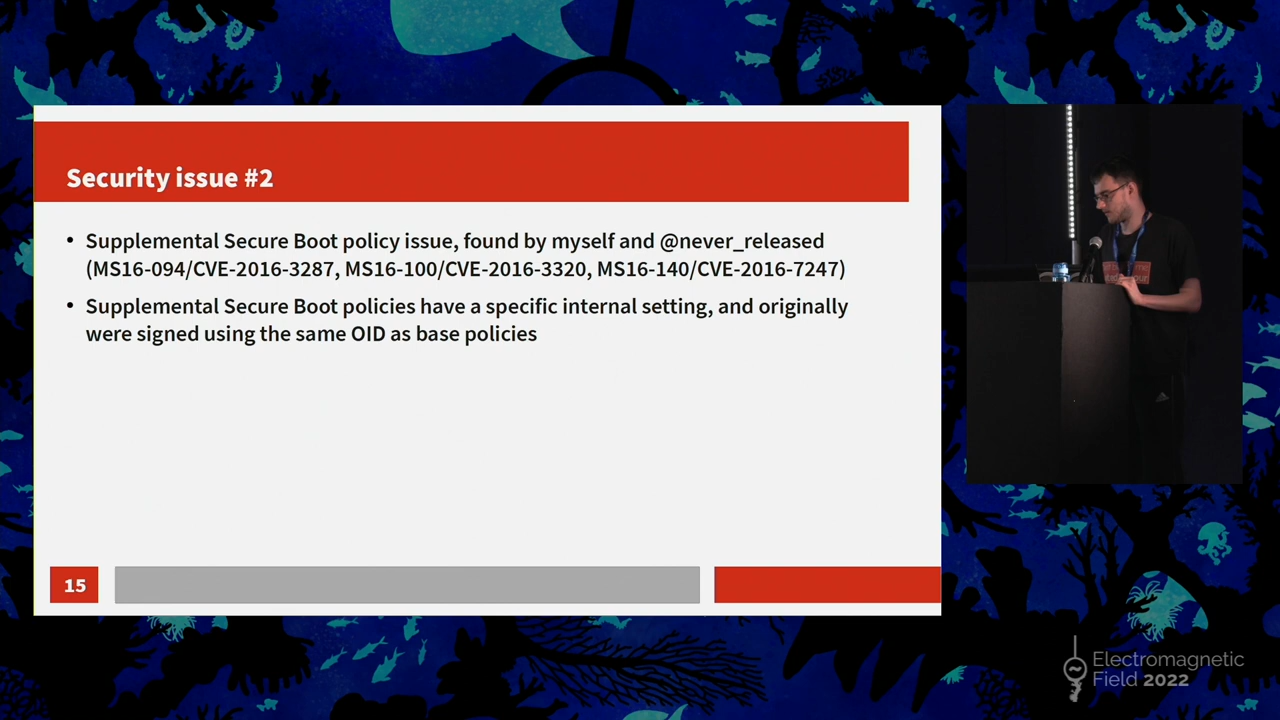 Security issue #2
• Supplemental Secure Boot policy issue, found by myself and @never_released
(MS16-094/CVE-2016-3287, MS16-100/CVE-2016-3320, MS16-140/CVE-2016-7247)
• Supplemental Secure Boot policies have a specific internal setting, and originally
were signed using the same OID as base policies
15
Electromagnetic
Field 2022